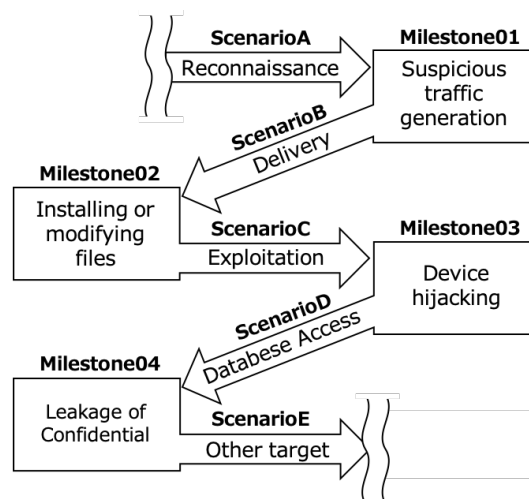 ScenarioA
Reconnaissance
Milestone01
Suspicious
traffic
generation
ScenarioB
Delivery
Milestone02
Installing or
modifying
files
ScenarioC
Exploitation
Milestone03
Device
hijacking
ScenarioD
Databese Access
Milestone04
Leakage of
Confidential
ScenarioE
Other target